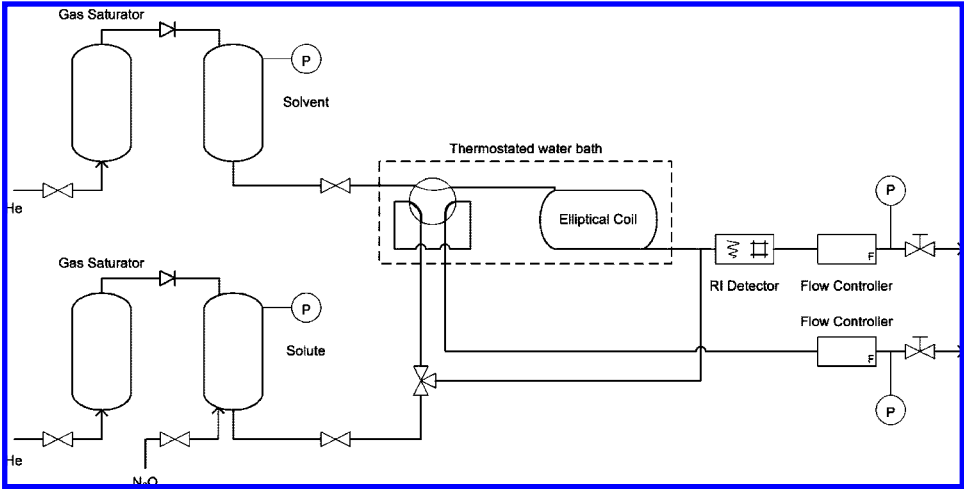 Gas Saturator
P
Solvent
He
Thermostated water bath
Elliptical Coil
P
F
RI Detector
Flow Controller
Gas Saturator
P
Solute
Flow Controller
F
P
He
N2O